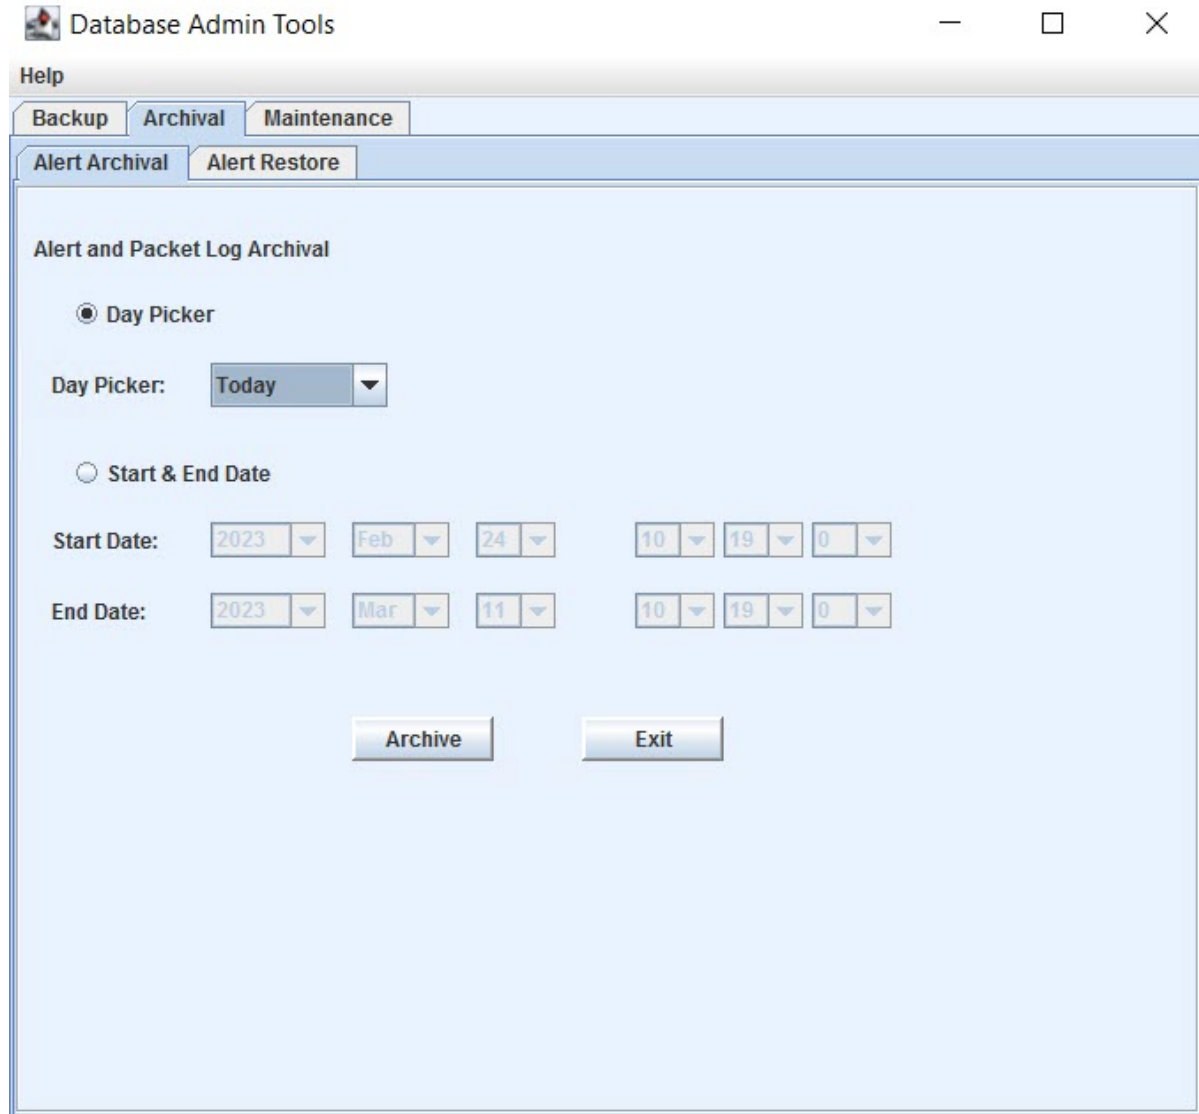 Database Admin Tools
Help
Backup Archival Maintenance
Alert Archival Alert Restore
Alert and Packet Log Archival
Day Picker
Day Picker: Today
Start & End Date
Start Date: 2023 Feb 24 10 19 0
End Date: 2023 Mar 11 10 19 0
Archive Exit